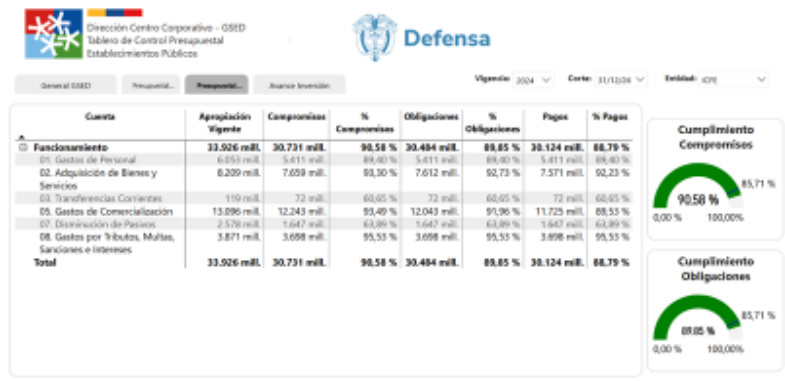 Dirección Centro Corporativo - GSED
Tablero de Control Presupuestal
Establecimientos Públicos
Defensa
General GSED
Presupuestal...
Presupuestal...
Avance Inversión
Vigencia: 2024
Corte: 31/12/24
Entidad: ICFE
Cuenta Apropiación Vigente Compromisos % Compromisos Obligaciones % Obligaciones Pagos % Pagos
Funcionamiento 33.926 mill. 30.731 mill. 90,58 % 30.484 mill. 89,85 % 30.124 mill. 88,79 %
01. Gastos de Personal 6.053 mill. 5.411 mill. 89,40 % 5.411 mill. 89,40 % 5.411 mill. 89,40 %
02. Adquisición de Bienes y Servicios 8.209 mill. 7.659 mill. 93,30 % 7.612 mill. 92,73 % 7.571 mill. 92,23 %
03. Transferencias Corrientes 119 mill. 72 mill. 60,65 % 72 mill. 60,65 % 72 mill. 60,65 %
05. Gastos de Comercialización 13.096 mill. 12.243 mill. 93,49 % 12.043 mill. 91,96 % 11.725 mill. 89,53 %
07. Disminución de Pasivos 2.578 mill. 1.647 mill. 63,89 % 1.647 mill. 63,89 % 1.647 mill. 63,89 %
08. Gastos por Tributos, Multas, Sanciones e Intereses 3.871 mill. 3.698 mill. 95,53 % 3.698 mill. 95,53 % 3.698 mill. 95,53 %
Total 33.926 mill. 30.731 mill. 90,58 % 30.484 mill. 89,85 % 30.124 mill. 88,79 %
Cumplimiento
Compromisos
85,71 %
90.58 %
0,00 % 100,00%
Cumplimiento
Obligaciones
85,71 %
89.85 %
0,00 % 100,00%